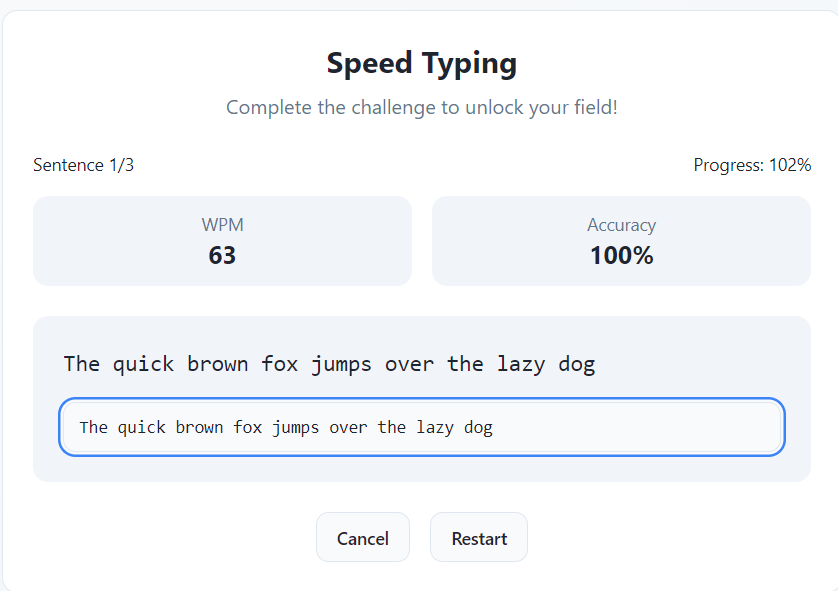 Speed Typing
Complete the challenge to unlock your field!
Sentence 1/3 Progress: 102%
WPM Accuracy
63 100%
The quick brown fox jumps over the lazy dog
The quick brown fox jumps over the lazy dog
Cancel Restart